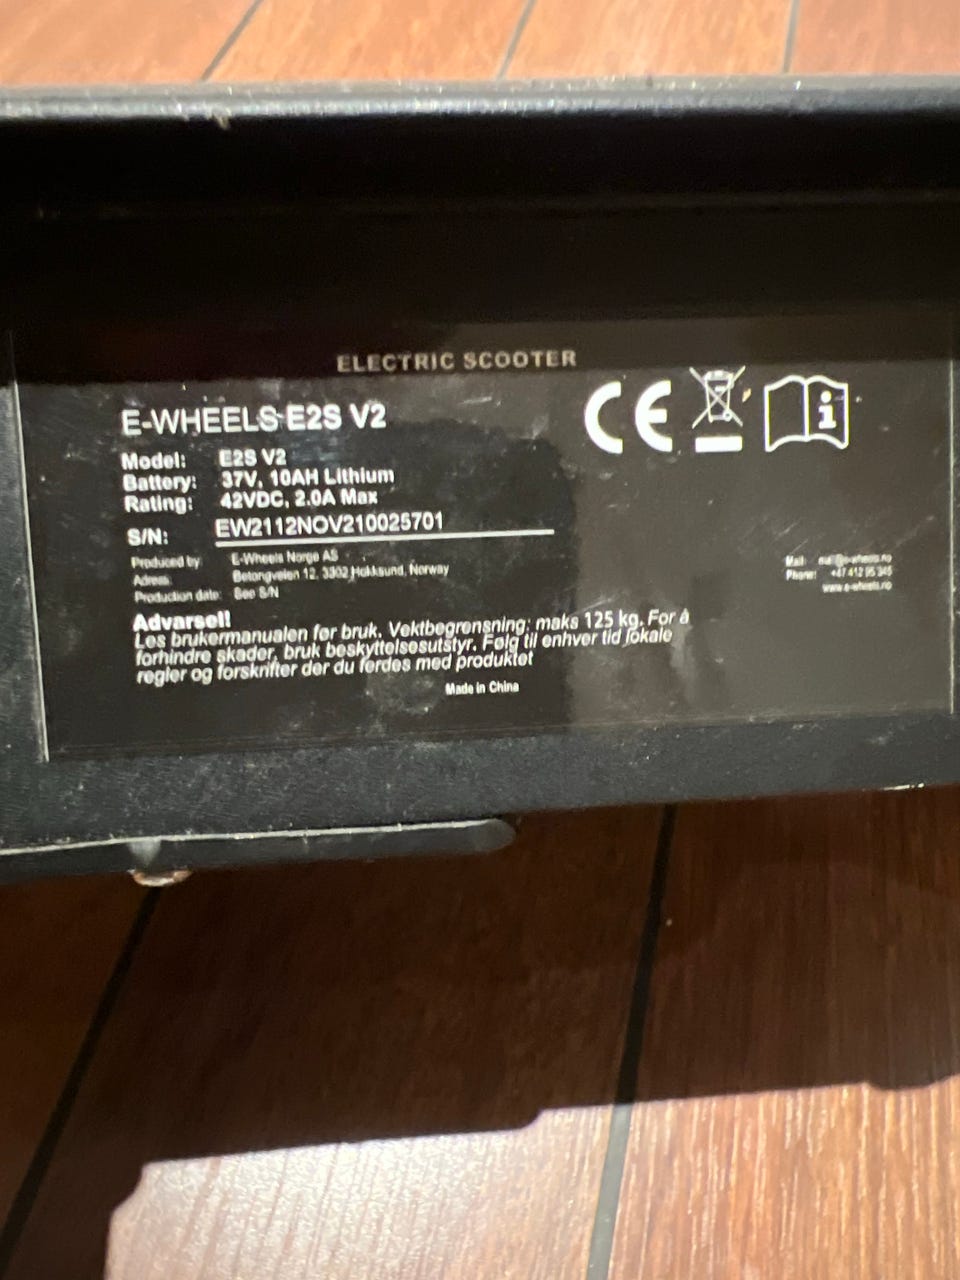 ELECTRIC SCOOTER
E-WHEELS E2S V2
Model: E2S V2
Battery: 37V, 10AH Lithium
Rating: 42VDC, 2.0A Max
S/N: EW2112NOV210025701
Produced by E-Wheels Norge AS
Adress: Betongveien 12, 3302 Hokksund, Norway
Production date: See S/N
Mail:
Phone: +47 412 95 345
www.e-wheels.no
Advarsel!
Les brukermanualen før bruk. Vektbegrensning: maks 125 kg. For å
forhindre skader, bruk beskyttelsesutstyr. Følg til enhver tid lokale
regler og forskrifter der du ferdes med produktet
Made in China